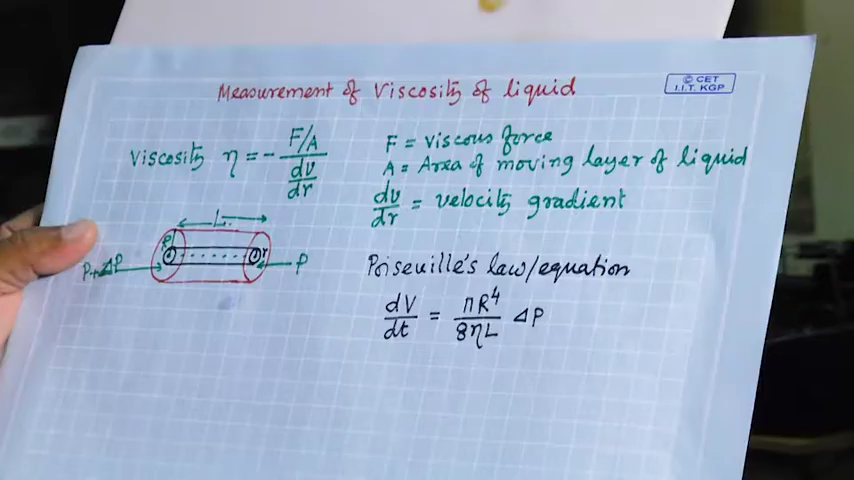 Measurement of Viscosity of liquid
© CET
I.I.T. KGP
Viscosity η = - F/A / dv/dr
F = Viscous force
A = Area of moving layer of liquid
dv/dr = velocity gradient
L
R
r
P+ΔP
P
Poiseuille's law/equation
dV/dt = πR⁴/8ηL ΔP